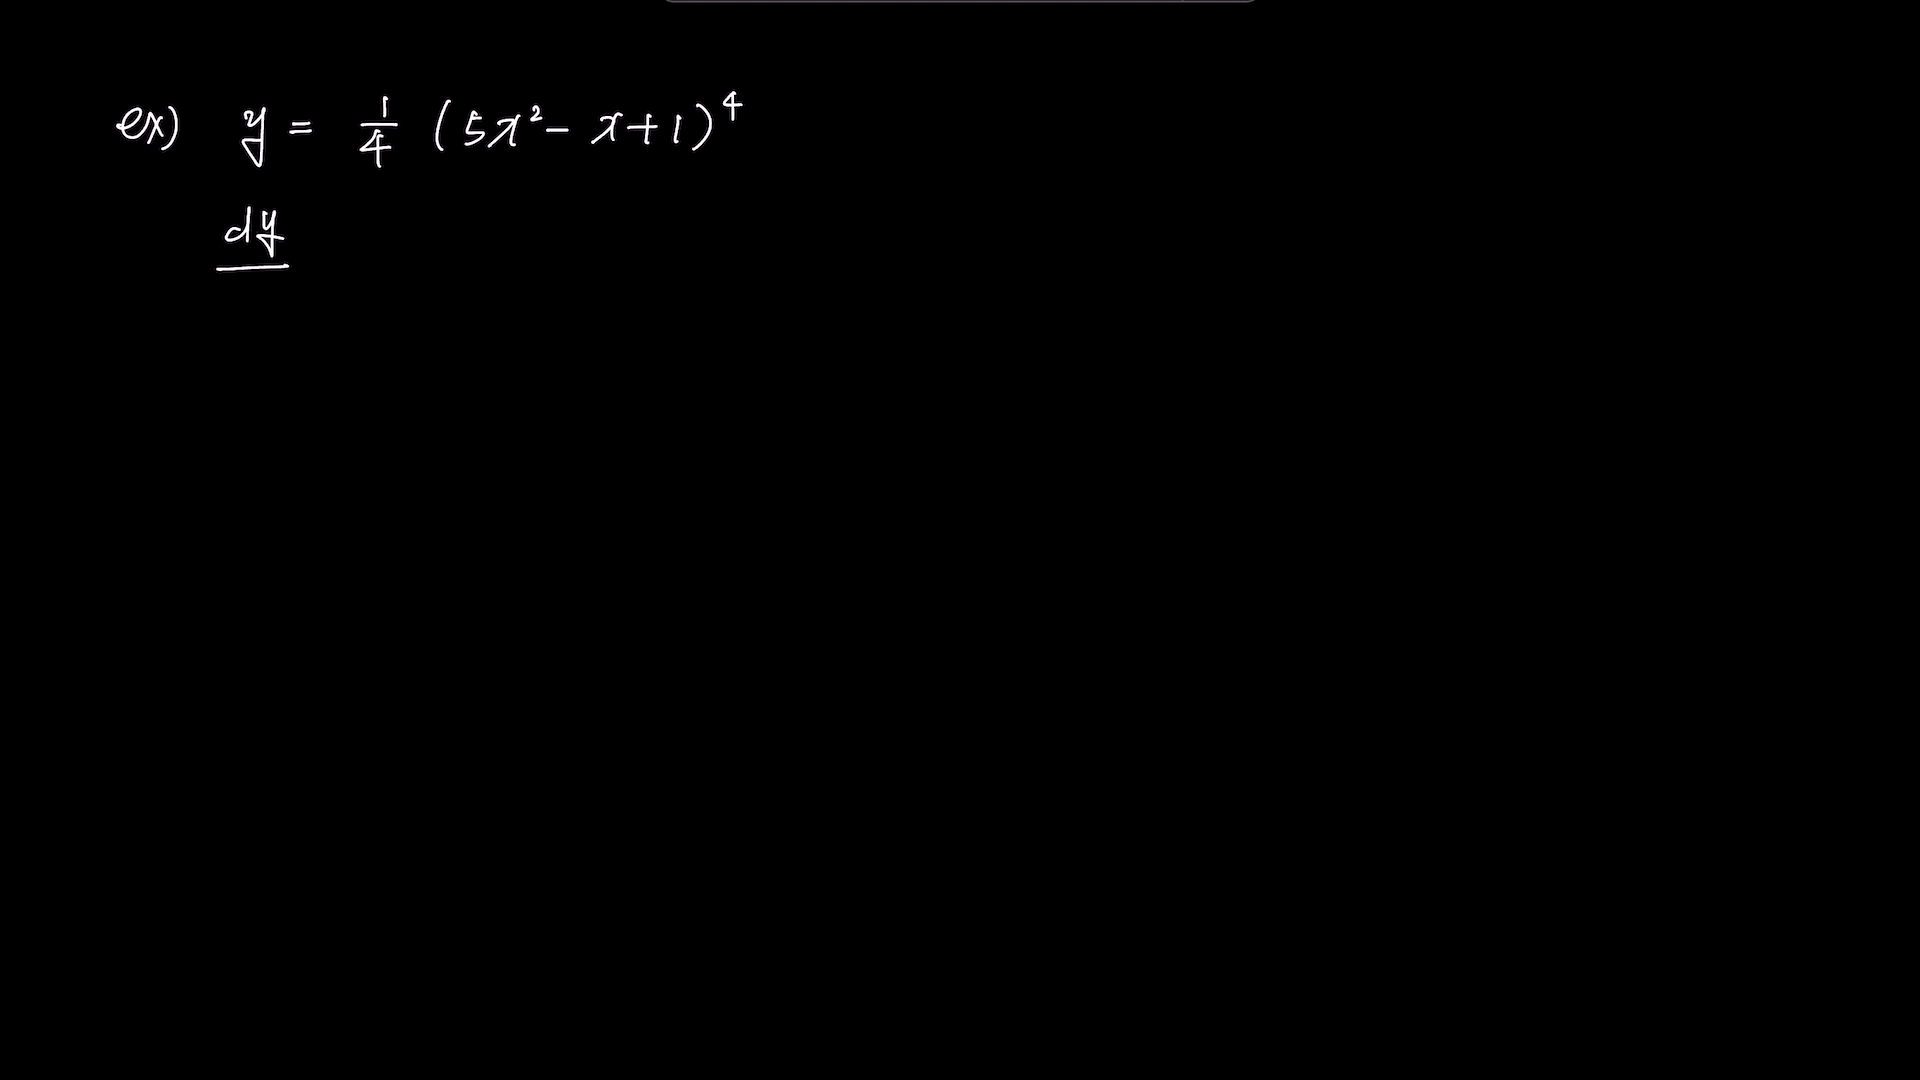 ex) y = 1/4 (5x² - x + 1)⁴
dy